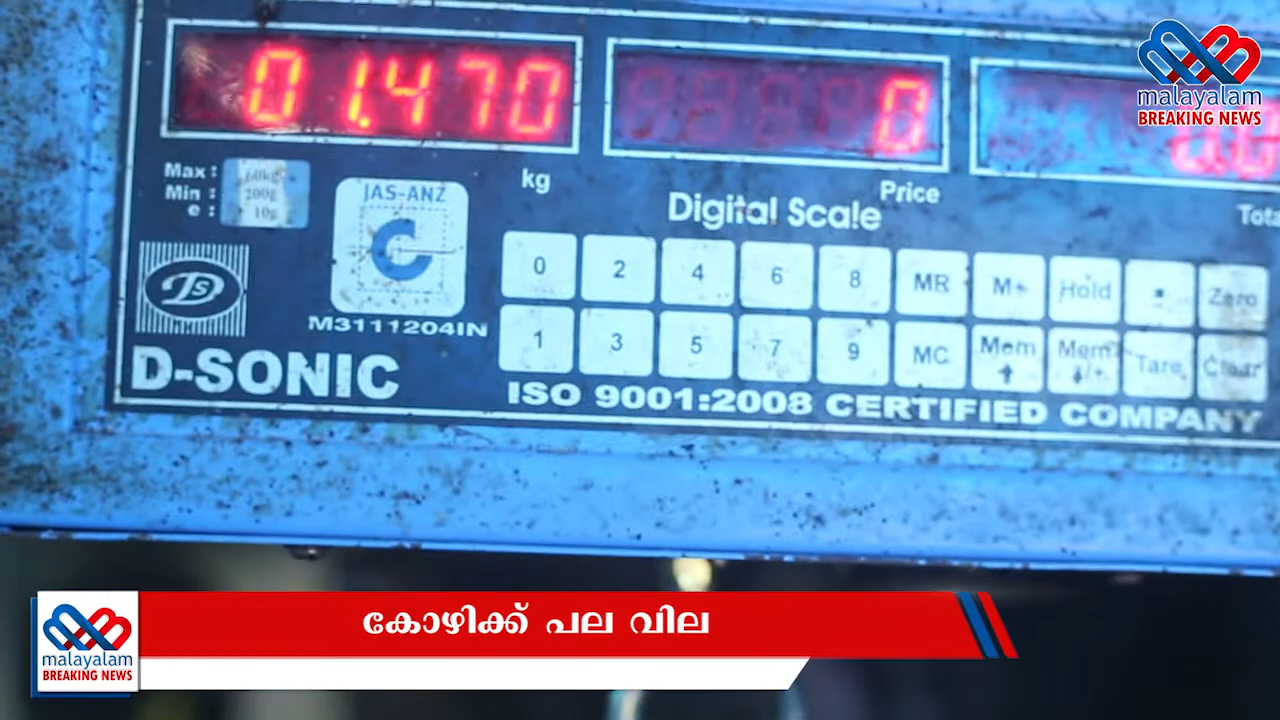 01.470
0
malayalam
BREAKING NEWS
Max :
60kg
Min :
200g
e :
10g
JAS-ANZ
C
kg
Price
Digital Scale
M3111204IN
DS
D-SONIC
0 2 4 6 8 MR M+ Hold . Zero
1 3 5 7 9 MC Mem Mem Tare Clear
ISO 9001:2008 CERTIFIED COMPANY
കോഴിക്ക് പല വില
malayalam
BREAKING NEWS